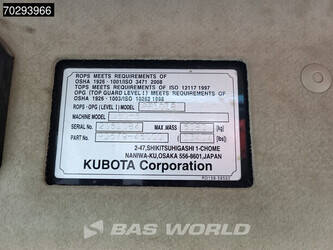 70293966
ROPS MEETS REQUIREMENTS OF
OSHA 1926・1001/ISO 3471 2008
TOPS MEETS REQUIREMENTS OF ISO 12117 1997
OPG (TOP GUARD LEVEL I) MEETS REQUIREMENTS OF
OSHA 1926・1003/ISO 10262 1998
ROPS・OPG (LEVEL I) MODEL
MACHINE MODEL
SERIAL No. MAX.MASS (kg)
PART No. (lbs)
2-47, SHIKITSUHIGASHI 1-CHOME
NANIWA-KU, OSAKA 556-8601, JAPAN
KUBOTA Corporation
BAS WORLD